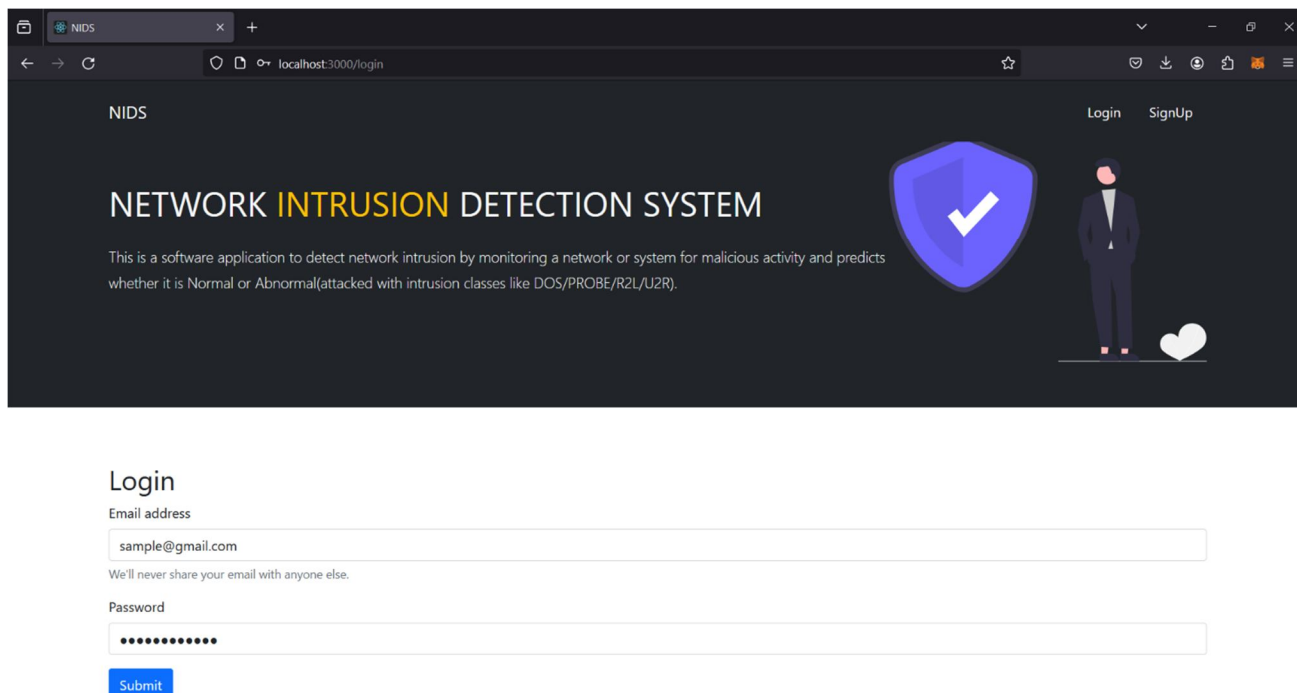 NIDS
localhost:3000/login
NIDS
Login SignUp
NETWORK INTRUSION DETECTION SYSTEM
This is a software application to detect network intrusion by monitoring a network or system for malicious activity and predicts
whether it is Normal or Abnormal(attacked with intrusion classes like DOS/PROBE/R2L/U2R).
Login
Email address
sample@gmail.com
We'll never share your email with anyone else.
Password
●●●●●●●●●●●●
Submit